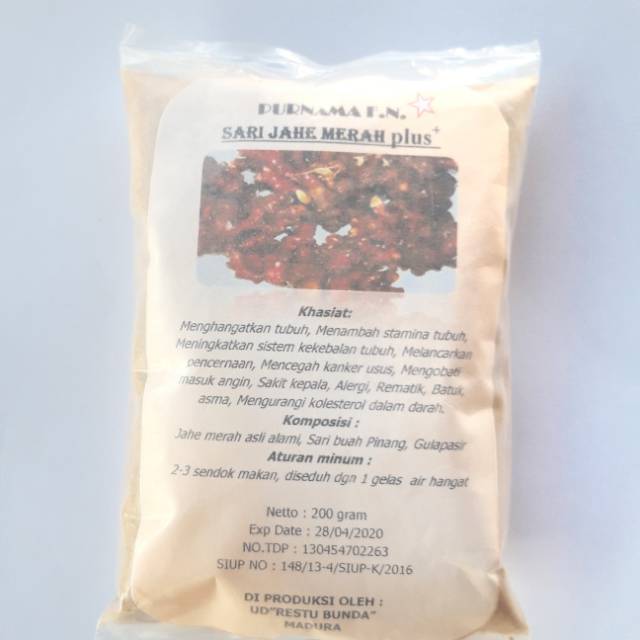 PURNAMA F.N.
SARI JAHE MERAH plus+
Khasiat:
Menghangatkan tubuh, Menambah stamina tubuh,
Meningkatkan sistem kekebalan tubuh, Melancarkan
pencernaan, Mencegah kanker usus, Mengobati
masuk angin, Sakit kepala, Alergi, Rematik, Batuk,
asma, Mengurangi kolesterol dalam darah.
Komposisi :
Jahe merah asli alami, Sari buah Pinang, Gulapasir
Aturan minum :
2-3 sendok makan, diseduh dgn 1 gelas air hangat
Netto : 200 gram
Exp Date : 28/04/2020
NO.TDP : 130454702263
SIUP NO : 148/13-4/SIUP-K/2016
DI PRODUKSI OLEH :
UD"RESTU BUNDA"
MADURA